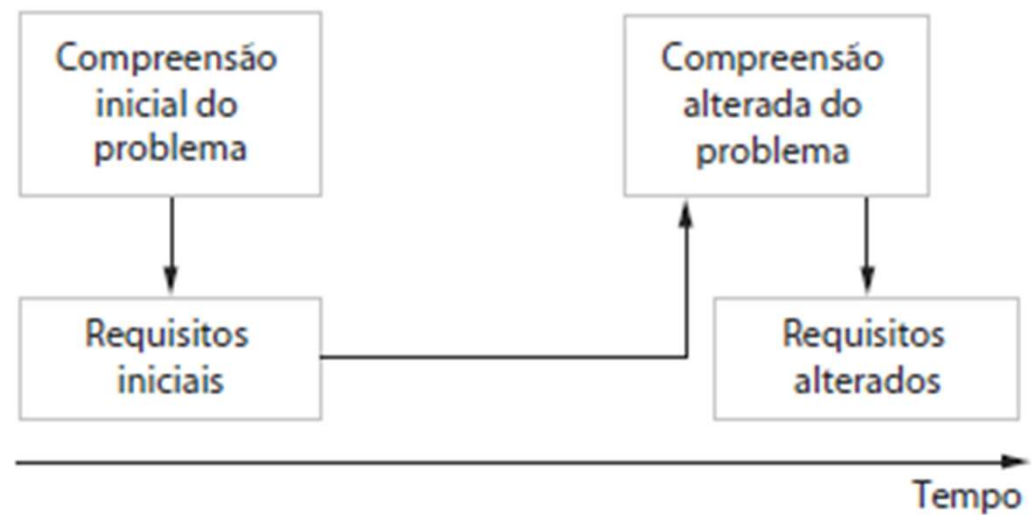 Compreensão
inicial do
problema
Compreensão
alterada do
problema
Requisitos
iniciais
Requisitos
alterados
Tempo